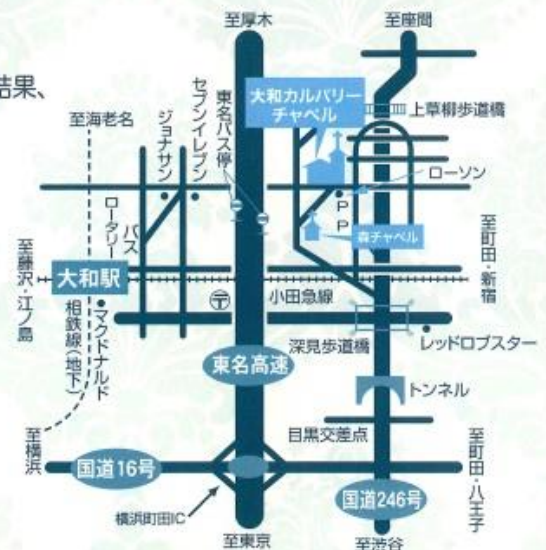 至厚木
至座間
結果、
大和カルバリー
チャペル
上草柳歩道橋
至海老名
ジョナサン
セブンイレブン
東名バス停
ローソン
バス
ロータリー
P
P
森チャペル
至町田・新宿
至藤沢・江ノ島
大和駅
小田急線
〒
マクドナルド
相鉄線(地下)
深見歩道橋
レッドロブスター
東名高速
トンネル
目黒交差点
至横浜
国道16号
至町田・八王子
国道246号
横浜町田IC
至東京
至渋谷